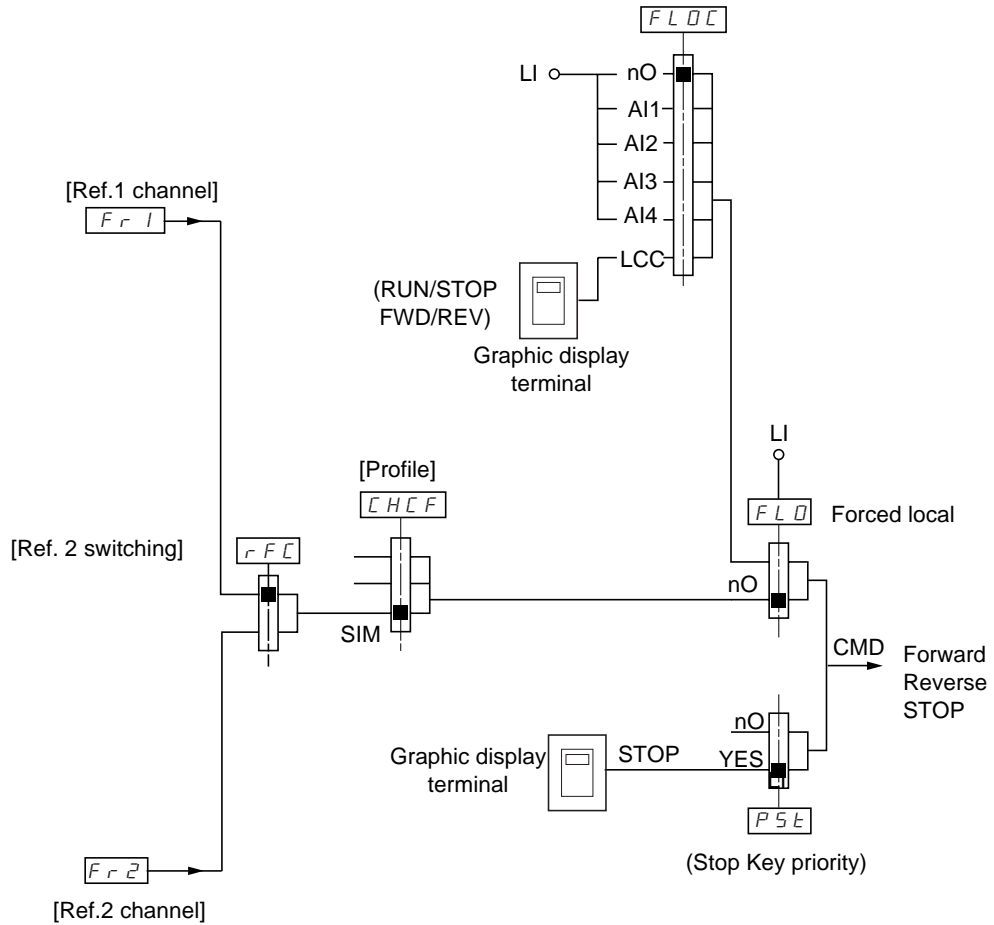 FLOC
LI
nO
AI1
AI2
AI3
AI4
LCC
[Ref.1 channel]
Fr1
(RUN/STOP
FWD/REV)
Graphic display
terminal
LI
[Profile]
CHCF
FLO
Forced local
[Ref. 2 switching]
rFC
nO
SIM
CMD
Forward
Reverse
STOP
nO
Graphic display
terminal
STOP
YES
LI
PSt
(Stop Key priority)
Fr2
[Ref.2 channel]